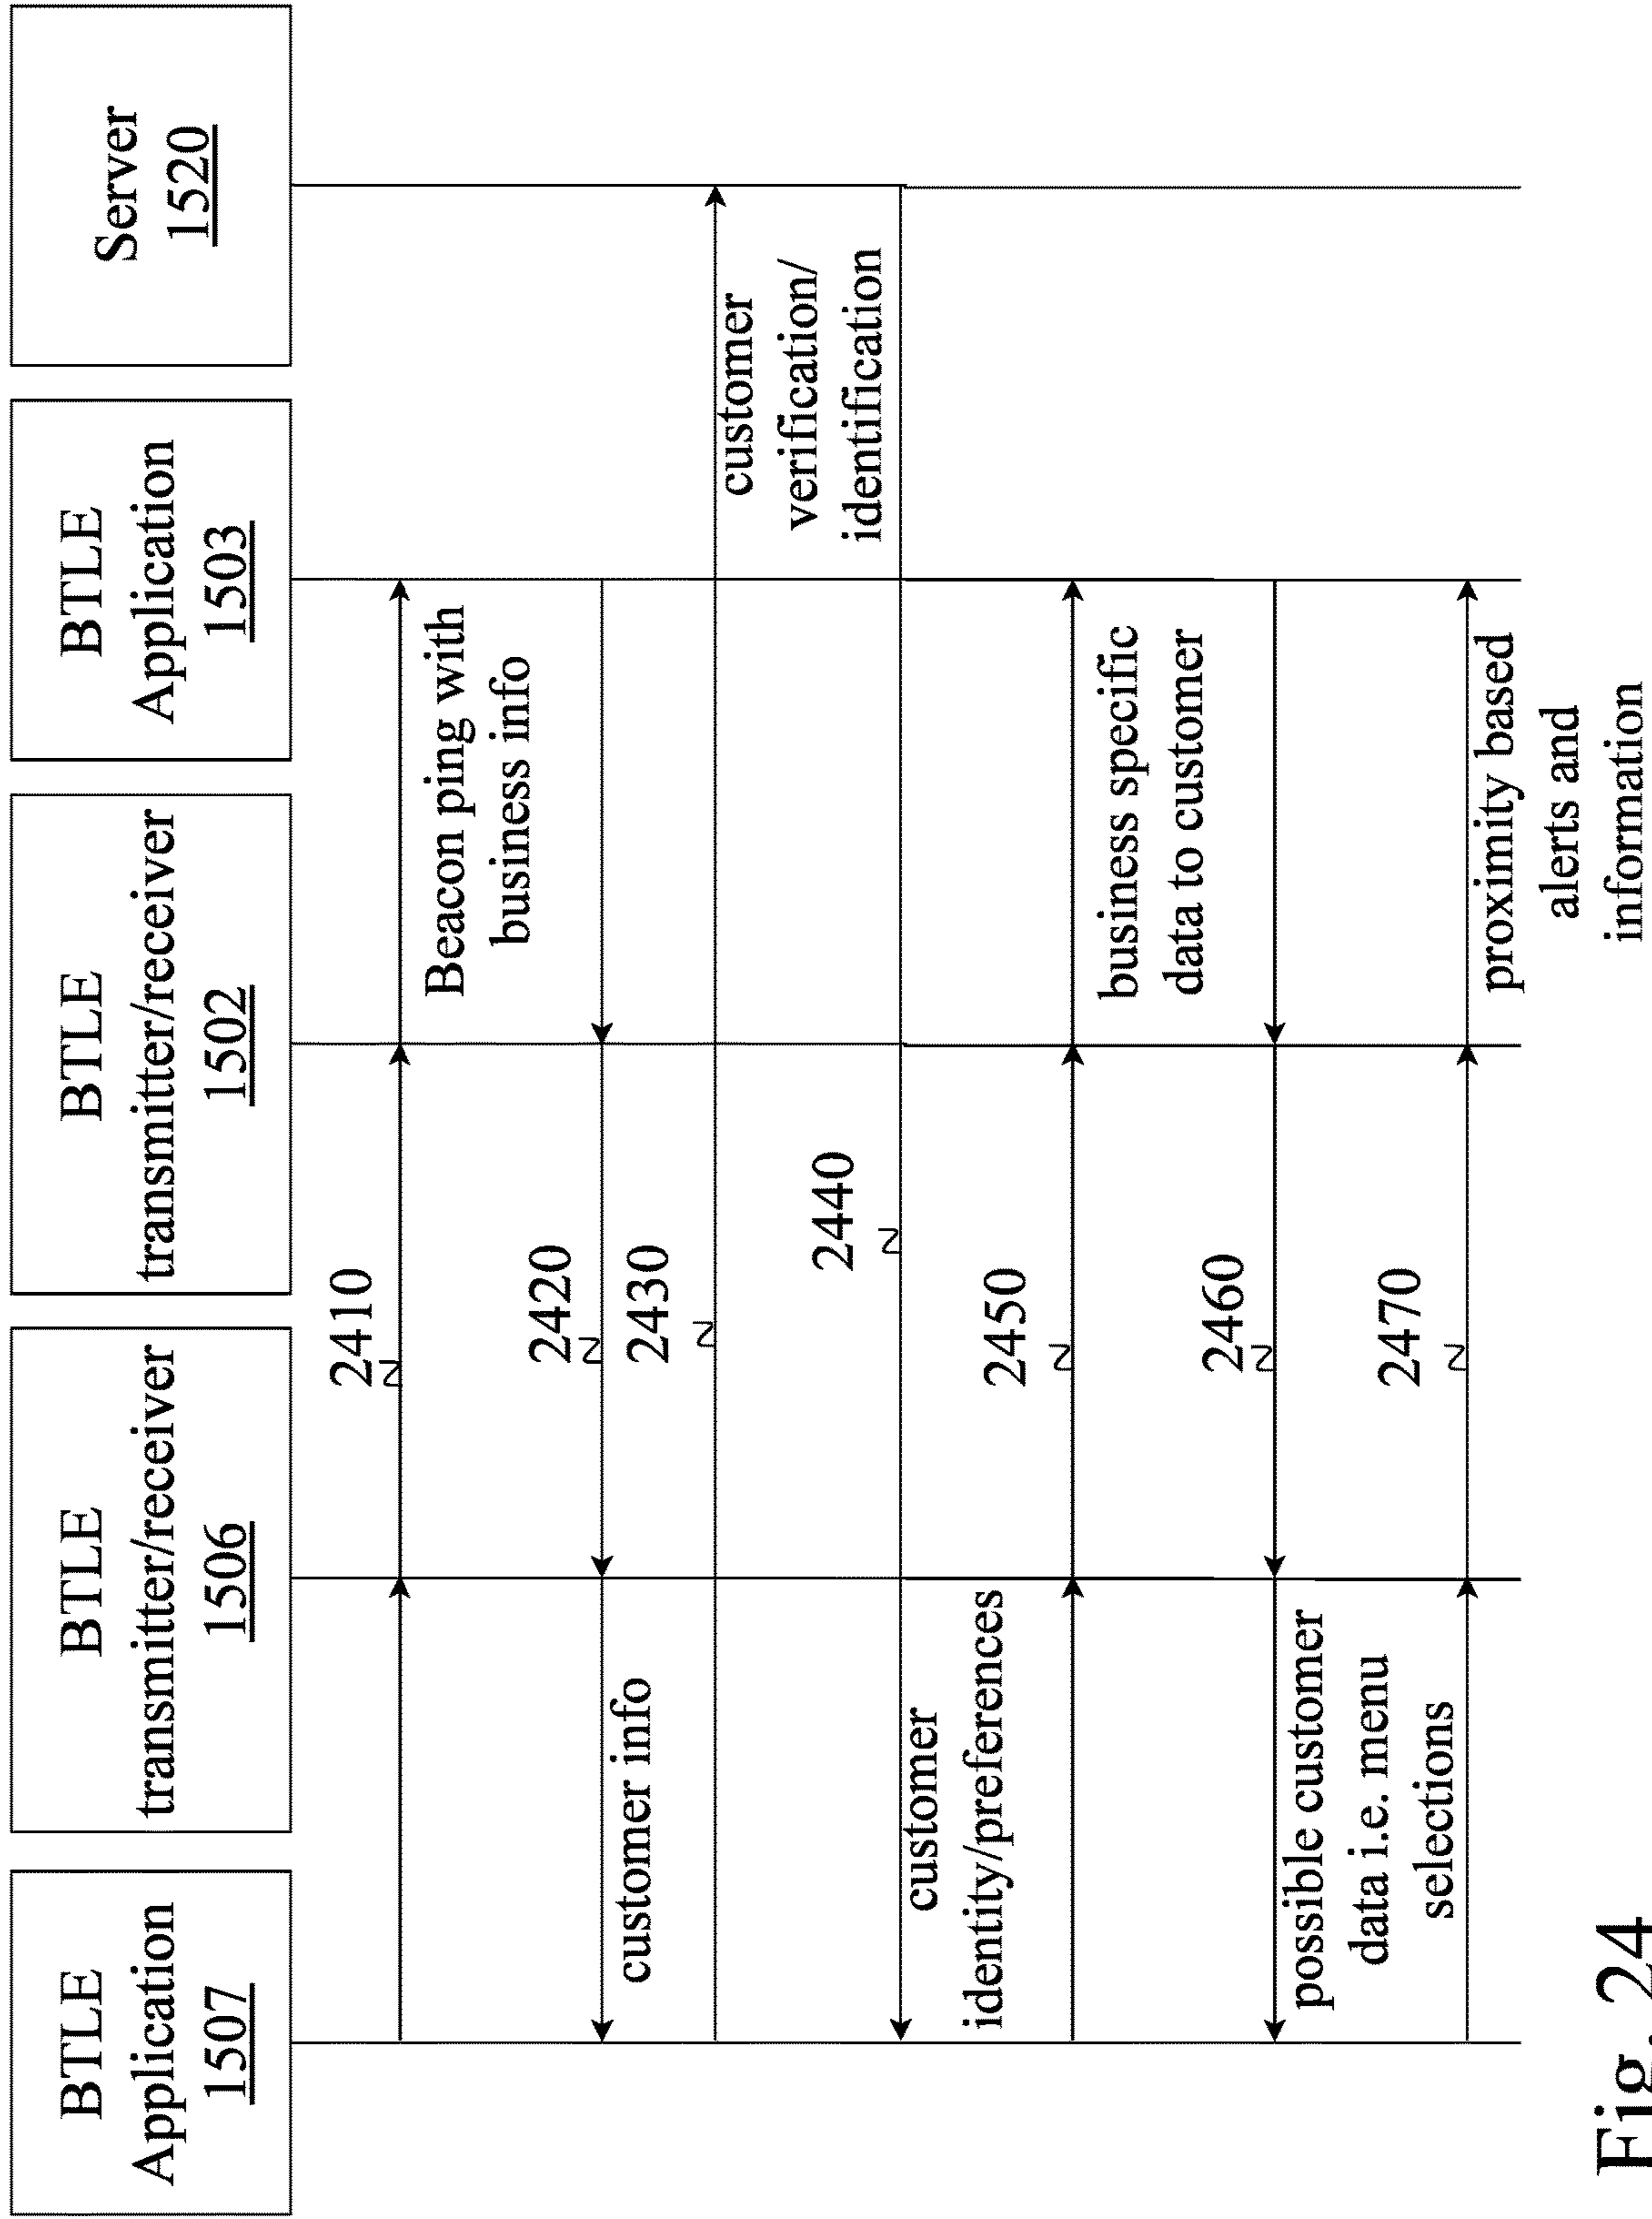 BTLE
Application
1507
BTLE
transmitter/receiver
1506
BTLE
transmitter/receiver
1502
BTLE
Application
1503
Server
1520
2410
Beacon ping with
business info
2420
customer info
2430
customer
verification/
identification
2440
customer
identity/preferences
2450
business specific
data to customer
2460
possible customer
data i.e. menu
selections
2470
proximity based
alerts and
information
Fig. 24